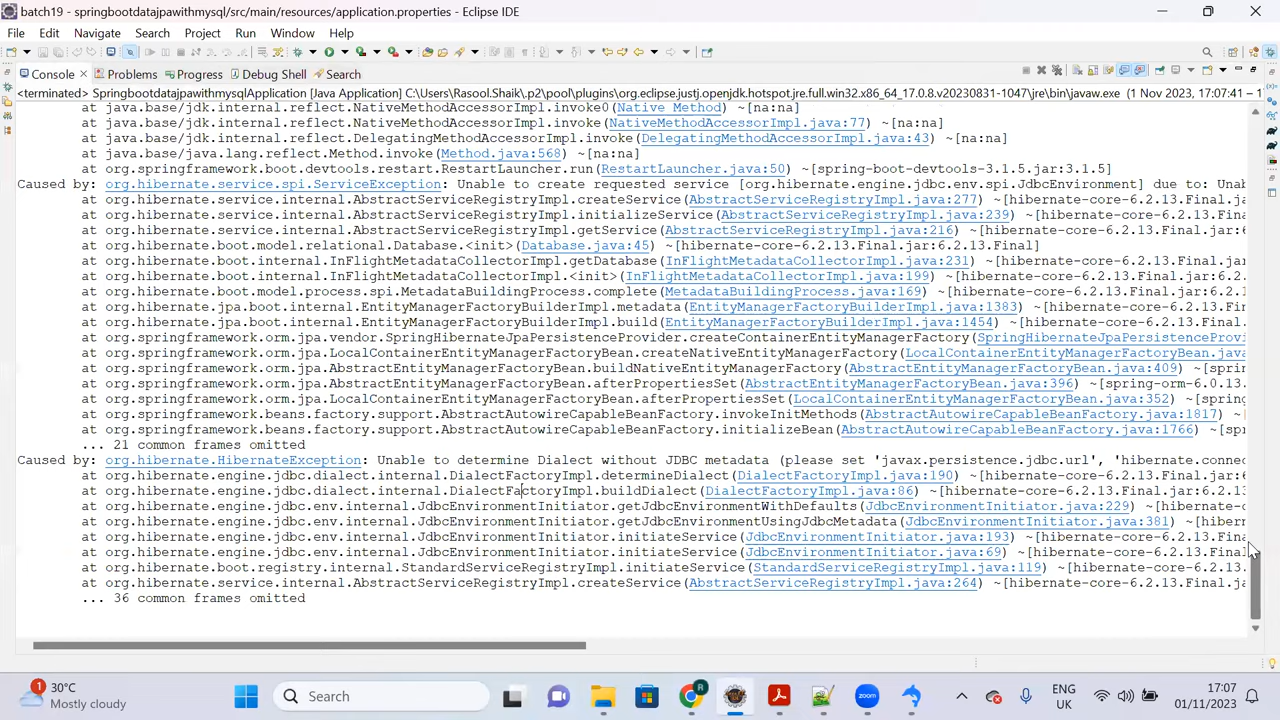 batch19 - springbootdatajpawithmysql/src/main/resources/application.properties - Eclipse IDE
File Edit Navigate Search Project Run Window Help
Console Problems Progress Debug Shell Search
<terminated> SpringbootdatajpawithmysqlApplication [Java Application] C:\Users\Rasool.Shaik\.p2\pool\plugins\org.eclipse.justj.openjdk.hotspot.jre.full.win32.x86_64_17.0.8.v20230831-1047\jre\bin\javaw.exe (1 Nov 2023, 17:07:41 – 1
at java.base/jdk.internal.reflect.NativeMethodAccessorImpl.invoke0(Native Method) ~[na:na]
at java.base/jdk.internal.reflect.NativeMethodAccessorImpl.invoke(NativeMethodAccessorImpl.java:77) ~[na:na]
at java.base/jdk.internal.reflect.DelegatingMethodAccessorImpl.invoke(DelegatingMethodAccessorImpl.java:43) ~[na:na]
at java.base/java.lang.reflect.Method.invoke(Method.java:568) ~[na:na]
at org.springframework.boot.devtools.restart.RestartLauncher.run(RestartLauncher.java:50) ~[spring-boot-devtools-3.1.5.jar:3.1.5]
Caused by: org.hibernate.service.spi.ServiceException: Unable to create requested service [org.hibernate.engine.jdbc.env.spi.JdbcEnvironment] due to: Unab
at org.hibernate.service.internal.AbstractServiceRegistryImpl.createService(AbstractServiceRegistryImpl.java:277) ~[hibernate-core-6.2.13.Final.ja
at org.hibernate.service.internal.AbstractServiceRegistryImpl.initializeService(AbstractServiceRegistryImpl.java:239) ~[hibernate-core-6.2.13.Fina
at org.hibernate.service.internal.AbstractServiceRegistryImpl.getService(AbstractServiceRegistryImpl.java:216) ~[hibernate-core-6.2.13.Final.jar:6
at org.hibernate.boot.model.relational.Database.<init>(Database.java:45) ~[hibernate-core-6.2.13.Final.jar:6.2.13.Final]
at org.hibernate.boot.internal.InFlightMetadataCollectorImpl.getDatabase(InFlightMetadataCollectorImpl.java:231) ~[hibernate-core-6.2.13.Final.jar
at org.hibernate.boot.internal.InFlightMetadataCollectorImpl.<init>(InFlightMetadataCollectorImpl.java:199) ~[hibernate-core-6.2.13.Final.jar:6.2.
at org.hibernate.boot.model.process.spi.MetadataBuildingProcess.complete(MetadataBuildingProcess.java:169) ~[hibernate-core-6.2.13.Final.jar:6.2.1
at org.hibernate.jpa.boot.internal.EntityManagerFactoryBuilderImpl.metadata(EntityManagerFactoryBuilderImpl.java:1383) ~[hibernate-core-6.2.13.Fin
at org.hibernate.jpa.boot.internal.EntityManagerFactoryBuilderImpl.build(EntityManagerFactoryBuilderImpl.java:1454) ~[hibernate-core-6.2.13.Final.
at org.springframework.orm.jpa.vendor.SpringHibernateJpaPersistenceProvider.createContainerEntityManagerFactory(SpringHibernateJpaPersistenceProvi
at org.springframework.orm.jpa.LocalContainerEntityManagerFactoryBean.createNativeEntityManagerFactory(LocalContainerEntityManagerFactoryBean.java
at org.springframework.orm.jpa.AbstractEntityManagerFactoryBean.buildNativeEntityManagerFactory(AbstractEntityManagerFactoryBean.java:409) ~[sprin
at org.springframework.orm.jpa.AbstractEntityManagerFactoryBean.afterPropertiesSet(AbstractEntityManagerFactoryBean.java:396) ~[spring-orm-6.0.13.
at org.springframework.orm.jpa.LocalContainerEntityManagerFactoryBean.afterPropertiesSet(LocalContainerEntityManagerFactoryBean.java:352) ~[spring
at org.springframework.beans.factory.support.AbstractAutowireCapableBeanFactory.invokeInitMethods(AbstractAutowireCapableBeanFactory.java:1817) ~
at org.springframework.beans.factory.support.AbstractAutowireCapableBeanFactory.initializeBean(AbstractAutowireCapableBeanFactory.java:1766) ~[spr
... 21 common frames omitted
Caused by: org.hibernate.HibernateException: Unable to determine Dialect without JDBC metadata (please set 'javax.persistence.jdbc.url', 'hibernate.connec
at org.hibernate.engine.jdbc.dialect.internal.DialectFactoryImpl.determineDialect(DialectFactoryImpl.java:190) ~[hibernate-core-6.2.13.Final.jar:6
at org.hibernate.engine.jdbc.dialect.internal.DialectFactoryImpl.buildDialect(DialectFactoryImpl.java:86) ~[hibernate-core-6.2.13.Final.jar:6.2.13
at org.hibernate.engine.jdbc.env.internal.JdbcEnvironmentInitiator.getJdbcEnvironmentWithDefaults(JdbcEnvironmentInitiator.java:229) ~[hibernate-c
at org.hibernate.engine.jdbc.env.internal.JdbcEnvironmentInitiator.getJdbcEnvironmentUsingJdbcMetadata(JdbcEnvironmentInitiator.java:381) ~[hibern
at org.hibernate.engine.jdbc.env.internal.JdbcEnvironmentInitiator.initiateService(JdbcEnvironmentInitiator.java:193) ~[hibernate-core-6.2.13.Fina
at org.hibernate.engine.jdbc.env.internal.JdbcEnvironmentInitiator.initiateService(JdbcEnvironmentInitiator.java:69) ~[hibernate-core-6.2.13.Final
at org.hibernate.boot.registry.internal.StandardServiceRegistryImpl.initiateService(StandardServiceRegistryImpl.java:119) ~[hibernate-core-6.2.13.
at org.hibernate.service.internal.AbstractServiceRegistryImpl.createService(AbstractServiceRegistryImpl.java:264) ~[hibernate-core-6.2.13.Final.ja
... 36 common frames omitted
1
30°C
Mostly cloudy
Search
R
ENG
UK
17:07
01/11/2023